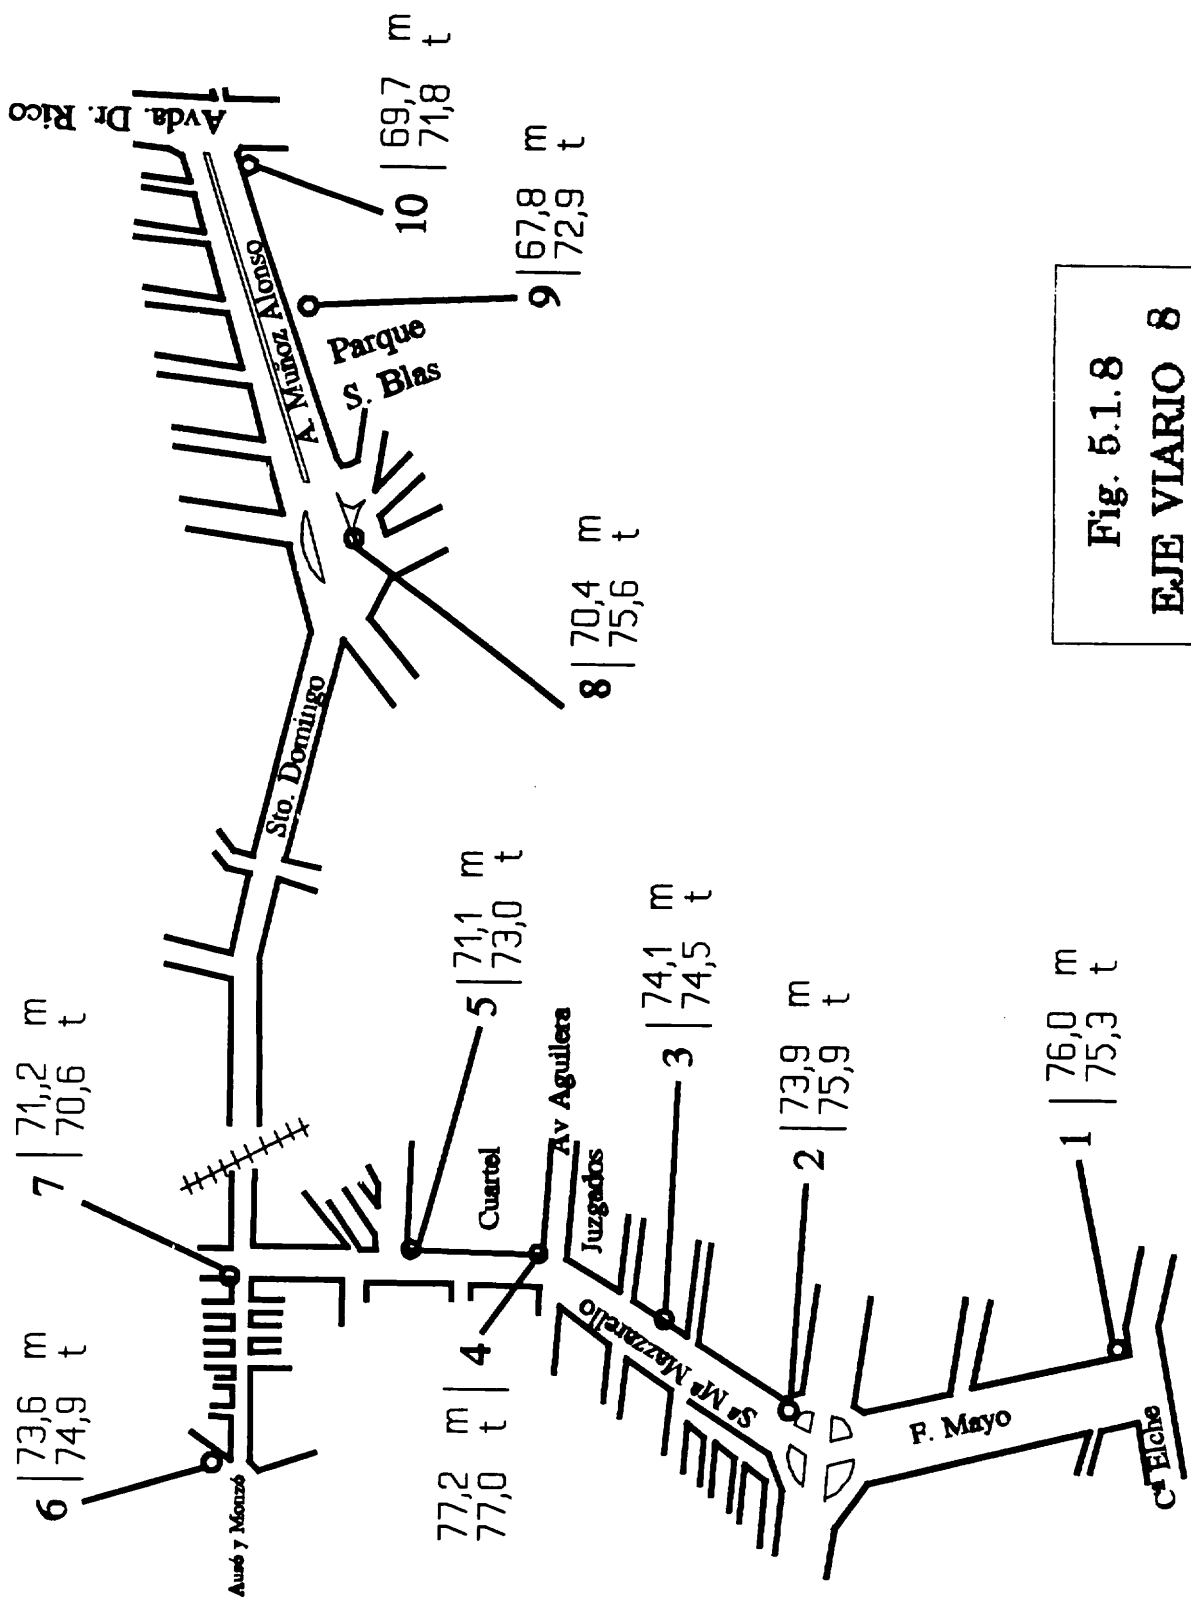 6 | 73,6 m
74,9 t
7 | 71,,2 m
70,6 t
Ausó y Monzó
77,2 m | 4
77,0 t
5 | 71,1 m
73,0 t
Cuartel
Av Aguilera
Juzgados
Sª Mª Mazzarello
3 | 74,1 m
74,5 t
2 | 73,9 m
75,9 t
F. Mayo
1 | 76,0 m
75,3 t
Cª Elche
Sto. Domingo
8 | 70,4 m
75,6 t
A. Muñoz Alonso
Parque
S. Blas
9 | 67,8 m
72,9 t
10 | 69,7 m
71,8 t
Avda. Dr. Rico
Fig. 5.1.8
EJE VIARIO 8